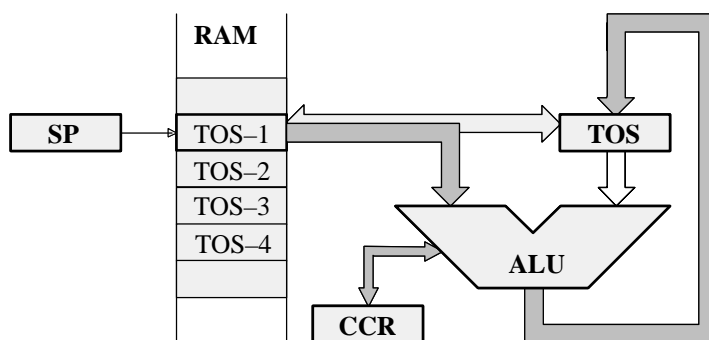 RAM
SP
TOS–1
TOS
TOS–2
TOS–3
TOS–4
ALU
CCR